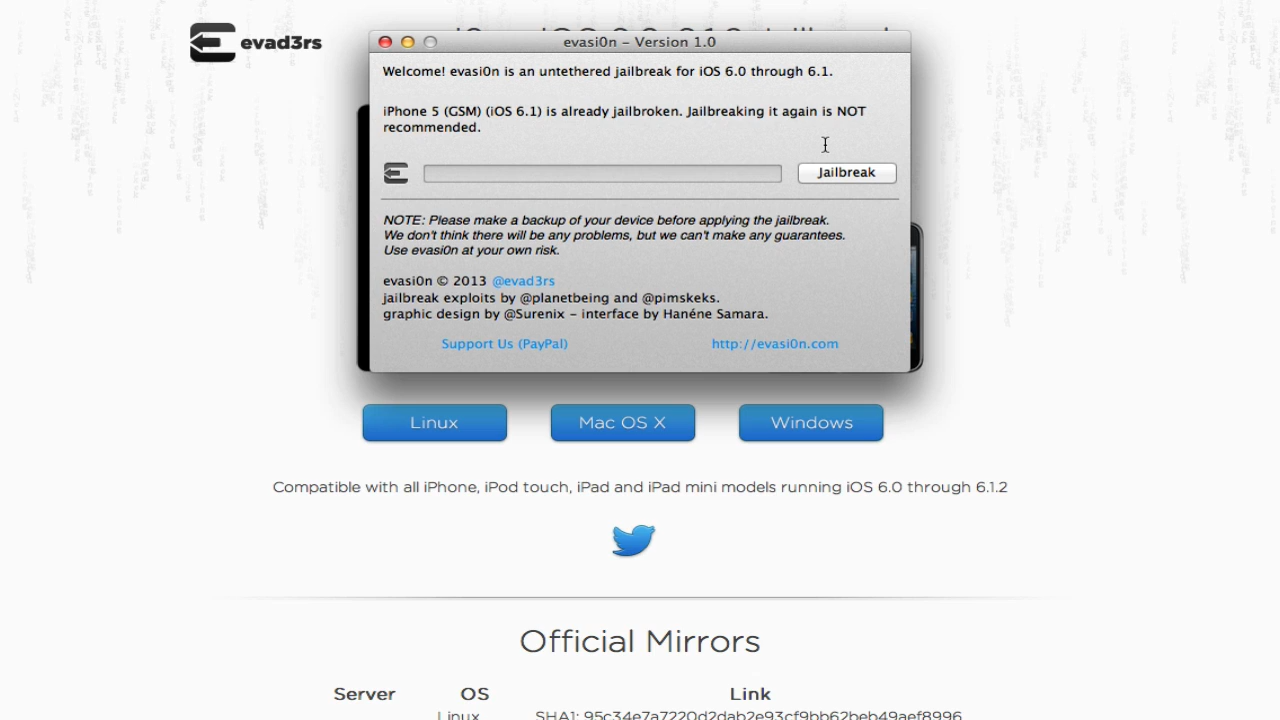 evad3rs
evasi0n – Version 1.0
Welcome! evasi0n is an untethered jailbreak for iOS 6.0 through 6.1.
iPhone 5 (GSM) (iOS 6.1) is already jailbroken. Jailbreaking it again is NOT
recommended.
Jailbreak
NOTE: Please make a backup of your device before applying the jailbreak.
We don't think there will be any problems, but we can't make any guarantees.
Use evasi0n at your own risk.
evasi0n © 2013 @evad3rs
jailbreak exploits by @planetbeing and @pimskeks.
graphic design by @Surenix – interface by Hanéne Samara.
Support Us (PayPal) http://evasi0n.com
Linux Mac OS X Windows
Compatible with all iPhone, iPod touch, iPad and iPad mini models running iOS 6.0 through 6.1.2
Official Mirrors
Server OS Link
Linux SHA1: 95c34e7a7220d2dab2e93cf9bb62beb49aef8996